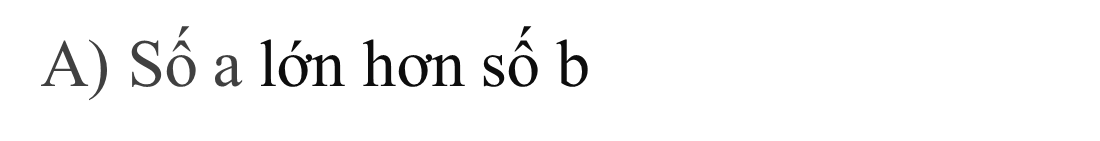 A) Số a lớn hơn số b